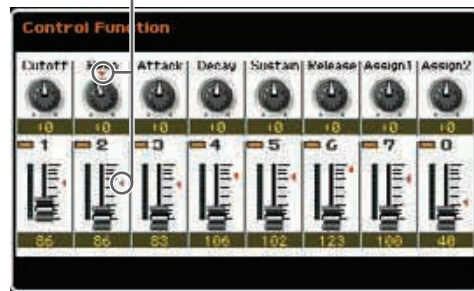 Control Function
Cutoff Attack Decay Sustain Release Assign1 Assign2
+0 +0 +0 +0 +0 +0 +0 +0
1 2 3 4 5 6 7 8
86 86 83 106 102 123 100 40